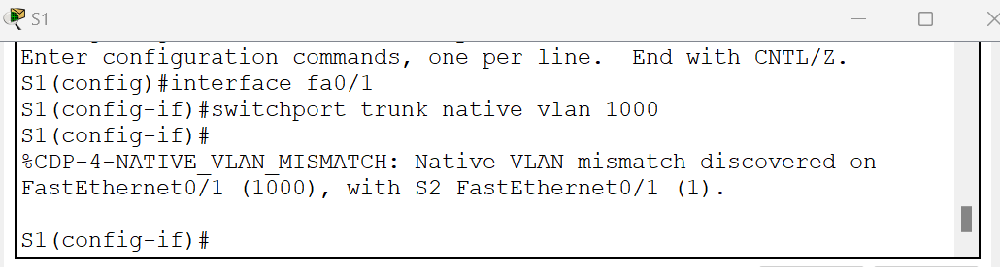 S1
Enter configuration commands, one per line.  End with CNTL/Z.
S1(config)#interface fa0/1
S1(config-if)#switchport trunk native vlan 1000
S1(config-if)#
%CDP-4-NATIVE_VLAN_MISMATCH: Native VLAN mismatch discovered on
FastEthernet0/1 (1000), with S2 FastEthernet0/1 (1).
S1(config-if)#